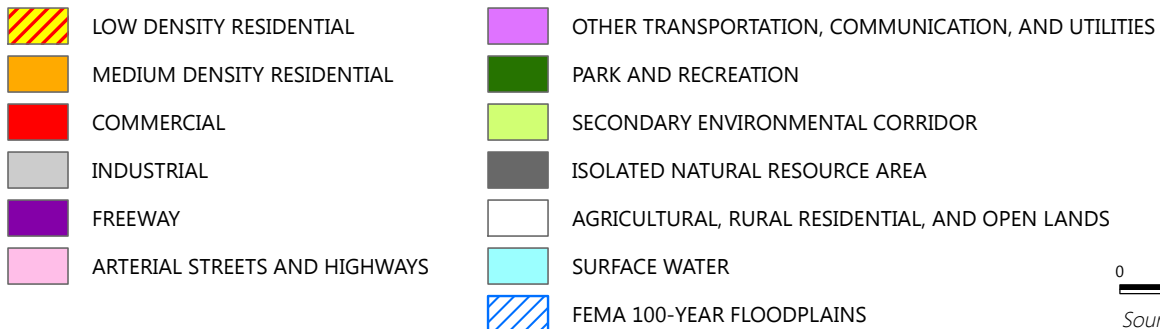 LOW DENSITY RESIDENTIAL
MEDIUM DENSITY RESIDENTIAL
COMMERCIAL
INDUSTRIAL
FREEWAY
ARTERIAL STREETS AND HIGHWAYS
OTHER TRANSPORTATION, COMMUNICATION, AND UTILITIES
PARK AND RECREATION
SECONDARY ENVIRONMENTAL CORRIDOR
ISOLATED NATURAL RESOURCE AREA
AGRICULTURAL, RURAL RESIDENTIAL, AND OPEN LANDS
SURFACE WATER
FEMA 100-YEAR FLOODPLAINS
0